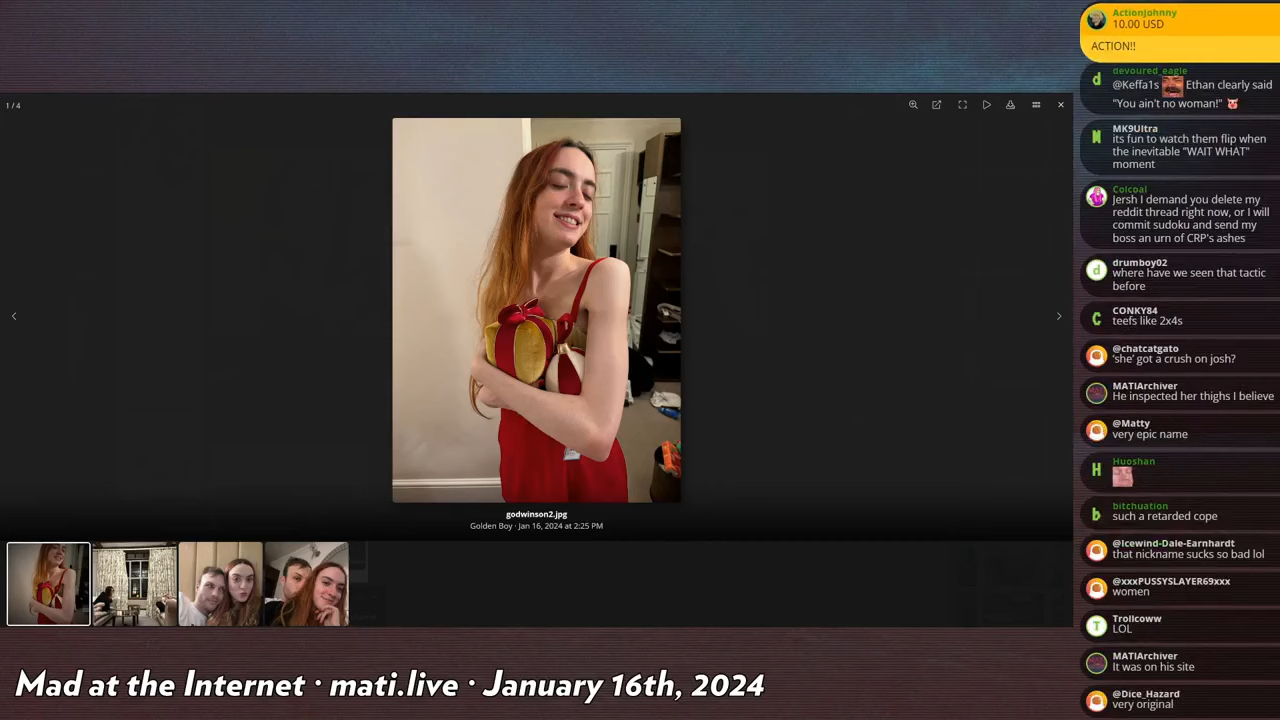 1 / 4
godwinson2.jpg
Golden Boy · Jan 16, 2024 at 2:25 PM
Mad at the Internet · mati.live · January 16th, 2024
ActionJohnny
10.00 USD
ACTION!!
devoured_eagle
@Keffa1s Ethan clearly said
"You ain't no woman!"
MK9Ultra
its fun to watch them flip when
the inevitable "WAIT WHAT"
moment
Colcoal
Jersh I demand you delete my
reddit thread right now, or I will
commit sudoku and send my
boss an urn of CRP's ashes
drumboy02
where have we seen that tactic
before
CONKY84
teefs like 2x4s
@chatcatgato
'she' got a crush on josh?
MATIArchiver
He inspected her thighs I believe
@Matty
very epic name
Huoshan
bitchuation
such a retarded cope
@Icewind-Dale-Earnhardt
that nickname sucks so bad lol
@xxxPUSSYSLAYER69xxx
women
Trollcoww
LOL
MATIArchiver
It was on his site
@Dice_Hazard
very original